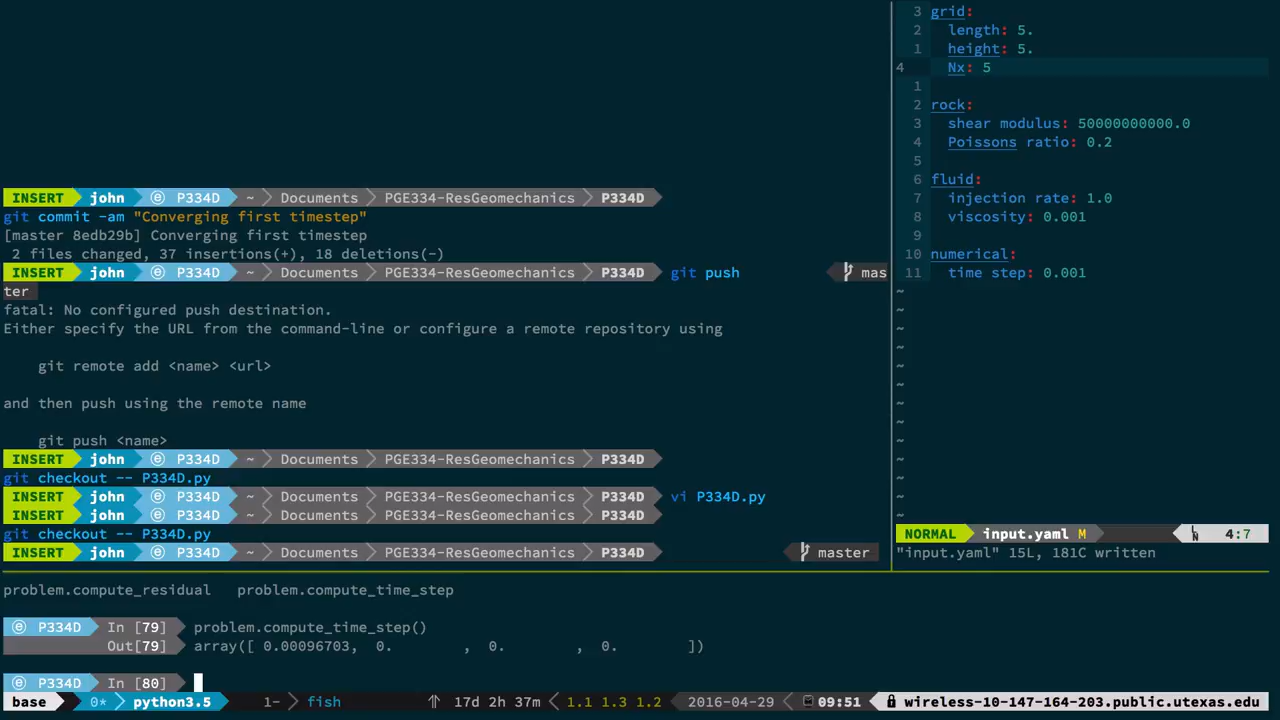 INSERT john ⓔ P334D ~ Documents PGE334-ResGeomechanics P334D
git commit -am "Converging first timestep"
[master 8edb29b] Converging first timestep
2 files changed, 37 insertions(+), 18 deletions(-)
INSERT john ⓔ P334D ~ Documents PGE334-ResGeomechanics P334D git push mas
ter
fatal: No configured push destination.
Either specify the URL from the command-line or configure a remote repository using
git remote add <name> <url>
and then push using the remote name
git push <name>
INSERT john ⓔ P334D ~ Documents PGE334-ResGeomechanics P334D
git checkout -- P334D.py
INSERT john ⓔ P334D ~ Documents PGE334-ResGeomechanics P334D vi P334D.py
INSERT john ⓔ P334D ~ Documents PGE334-ResGeomechanics P334D
git checkout -- P334D.py
INSERT john ⓔ P334D ~ Documents PGE334-ResGeomechanics P334D master
3 grid:
2 length: 5.
1 height: 5.
4 Nx: 5
1
2 rock:
3 shear modulus: 50000000000.0
4 Poissons ratio: 0.2
5
6 fluid:
7 injection rate: 1.0
8 viscosity: 0.001
9
10 numerical:
11 time step: 0.001
~
~
~
~
~
~
~
~
~
~
~
~
~
NORMAL input.yaml M 4:7
"input.yaml" 15L, 181C written
problem.compute_residual problem.compute_time_step
ⓔ P334D In [79] problem.compute_time_step()
Out[79] array([ 0.00096703, 0. , 0. , 0. ])
ⓔ P334D In [80]
base 0* python3.5 1- fish 17d 2h 37m 1.1 1.3 1.2 2016-04-29 09:51 wireless-10-147-164-203.public.utexas.edu